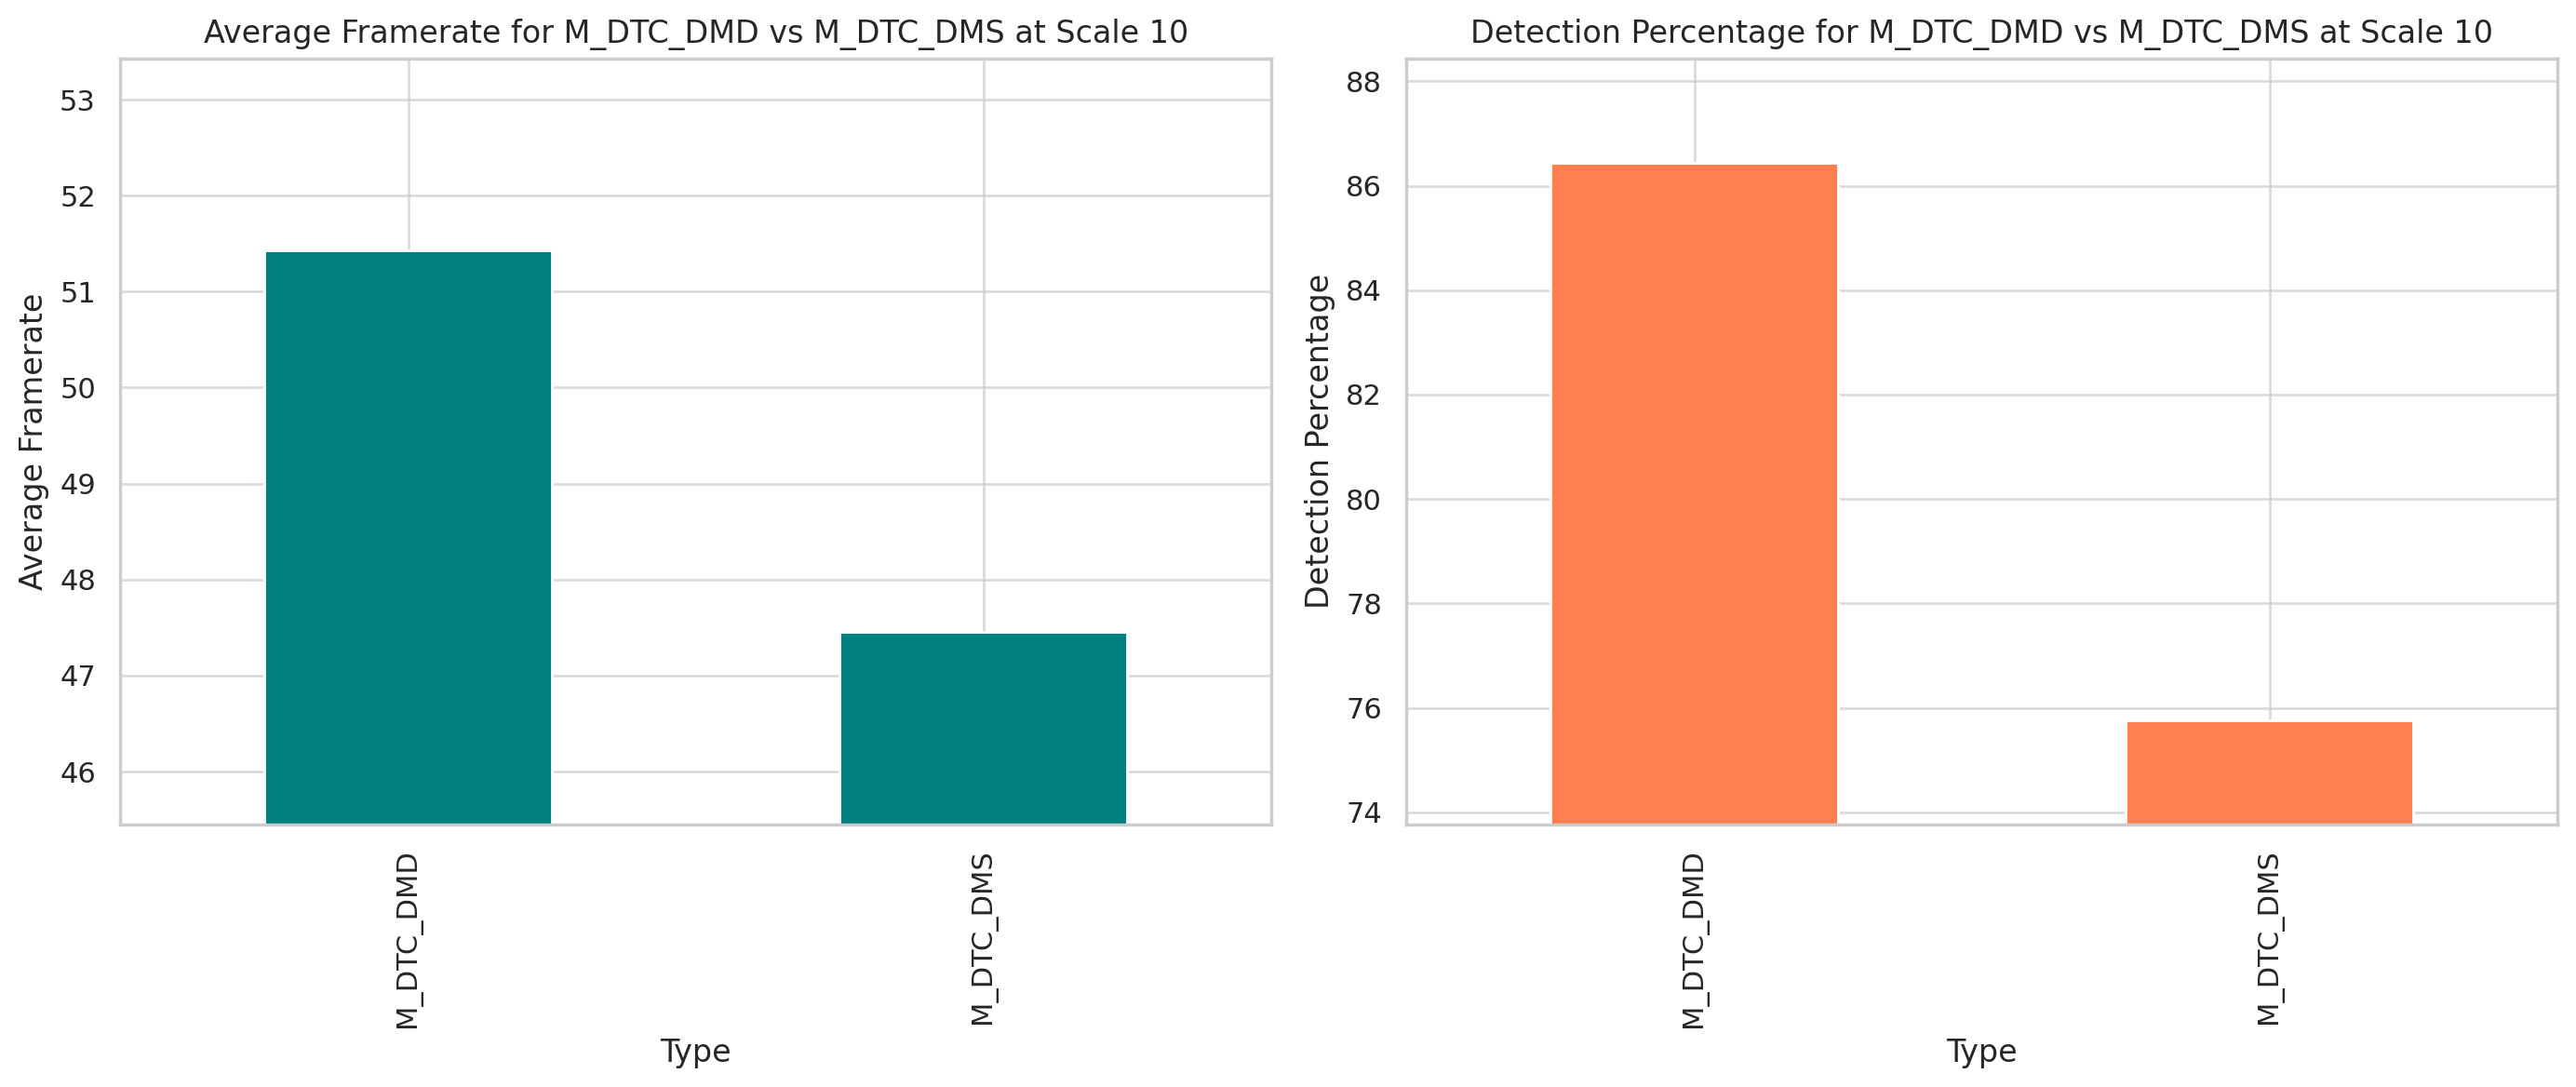 Average Framerate for M_DTC_DMD vs M_DTC_DMS at Scale 10
53
52
51
50
49
48
47
46
Average Framerate
M_DTC_DMD
M_DTC_DMS
Type
Detection Percentage for M_DTC_DMD vs M_DTC_DMS at Scale 10
88
86
84
82
80
78
76
74
Detection Percentage
M_DTC_DMD
M_DTC_DMS
Type